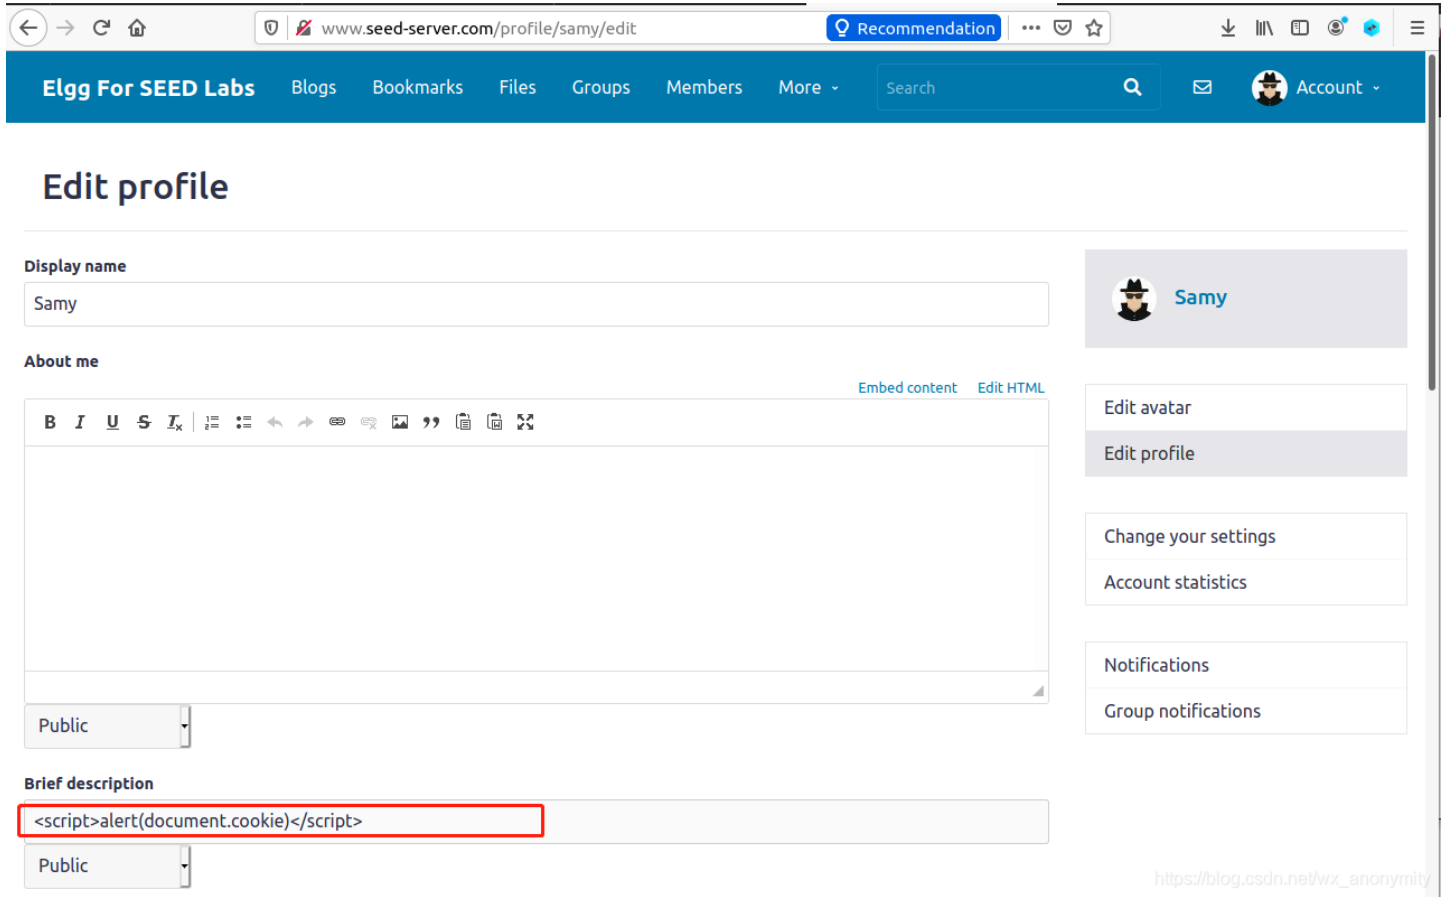 www.seed-server.com/profile/samy/edit
Recommendation
Elgg For SEED Labs Blogs Bookmarks Files Groups Members More Search Account
Edit profile
Display name
Samy
Samy
About me
Embed content Edit HTML
Edit avatar
Edit profile
Change your settings
Account statistics
Notifications
Group notifications
Public
Brief description
<script>alert(document.cookie)</script>
Public
https://blog.csdn.net/wx_anonymity